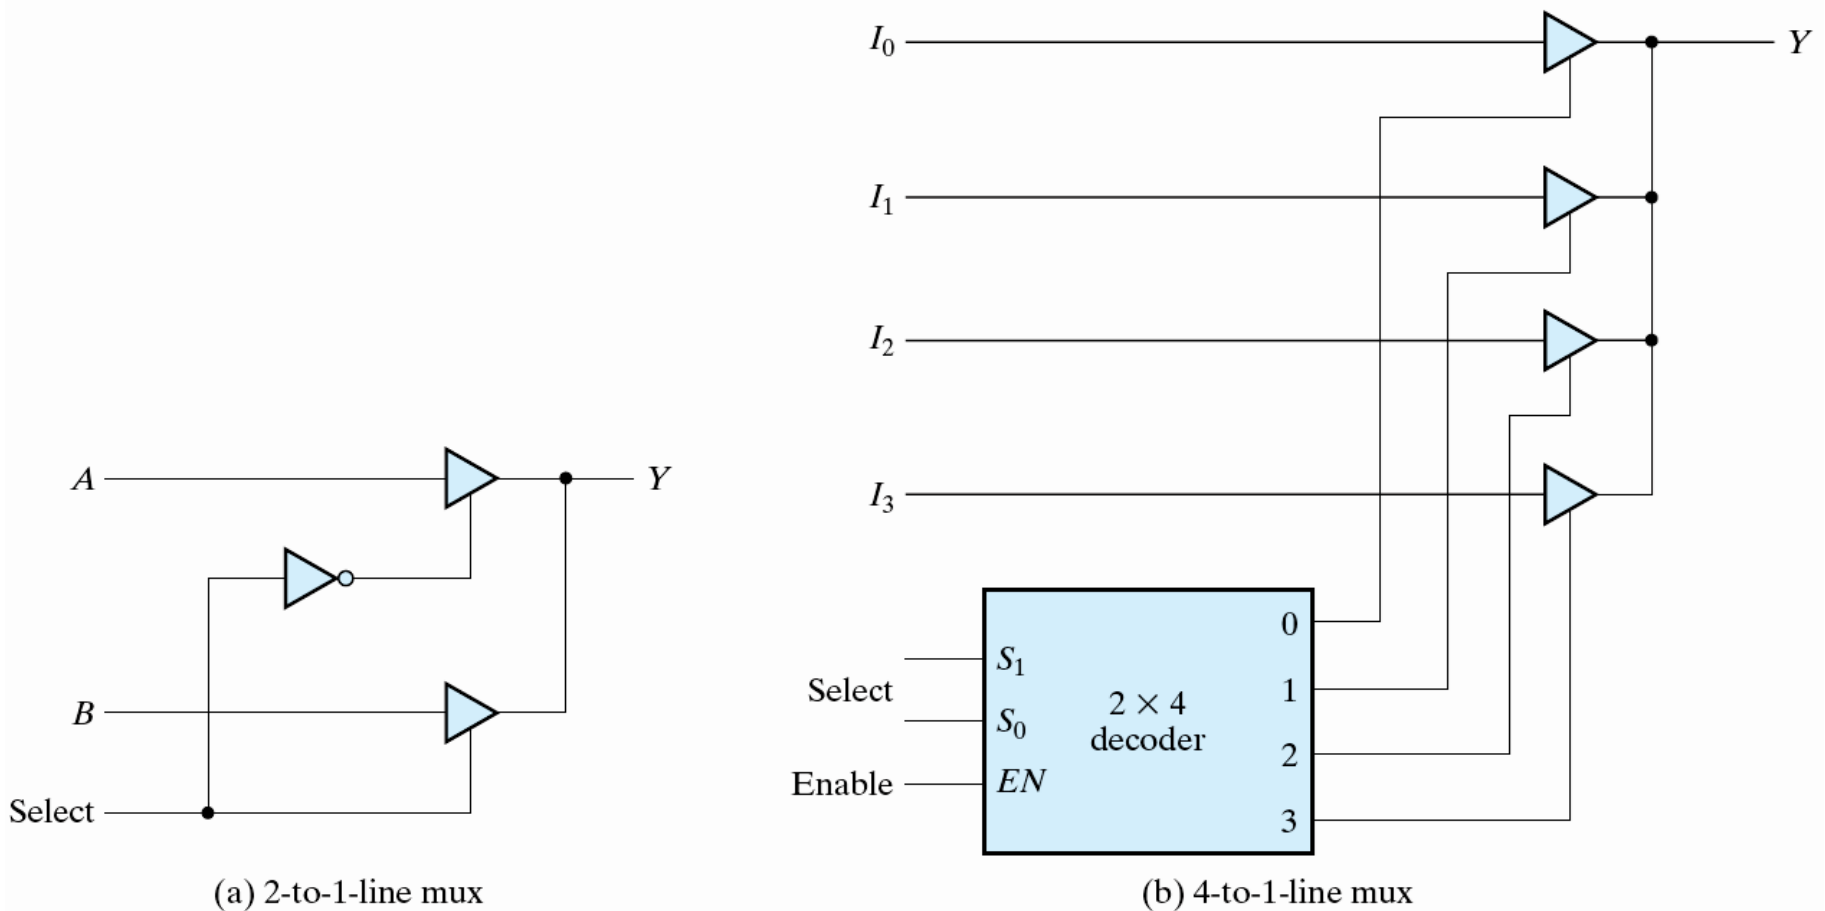 A
B
Select
Y
(a) 2-to-1-line mux
I₀
I₁
I₂
I₃
Y
Select
Enable
S₁
S₀
EN
2 × 4
decoder
0
1
2
3
(b) 4-to-1-line mux